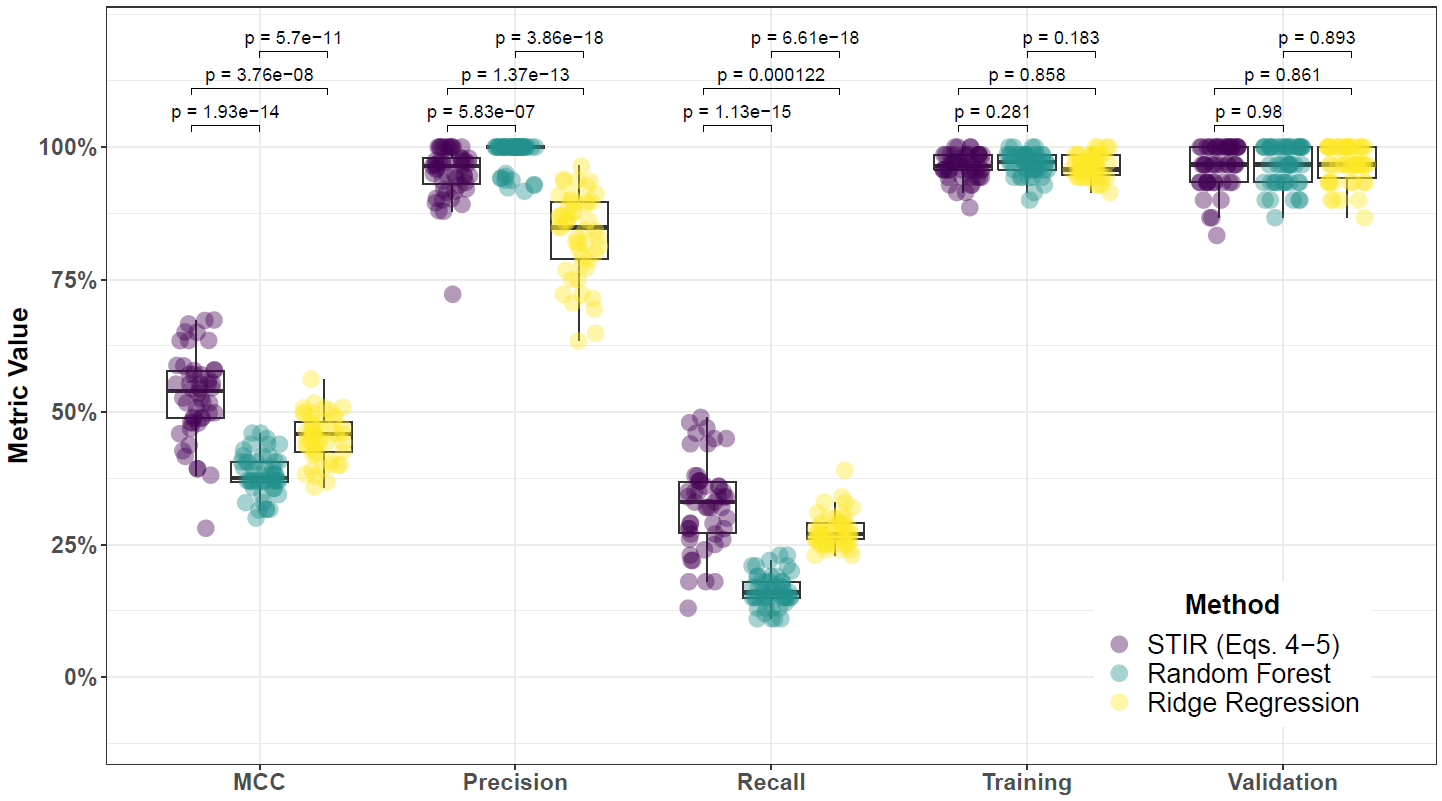 p = 5.7e−11
p = 3.86e−18
p = 6.61e−18
p = 0.183
p = 0.893
p = 3.76e−08
p = 1.37e−13
p = 0.000122
p = 0.858
p = 0.861
p = 1.93e−14
p = 5.83e−07
p = 1.13e−15
p = 0.281
p = 0.98
100%
75%
50%
25%
0%
Metric Value
Method
STIR (Eqs. 4−5)
Random Forest
Ridge Regression
MCC
Precision
Recall
Training
Validation